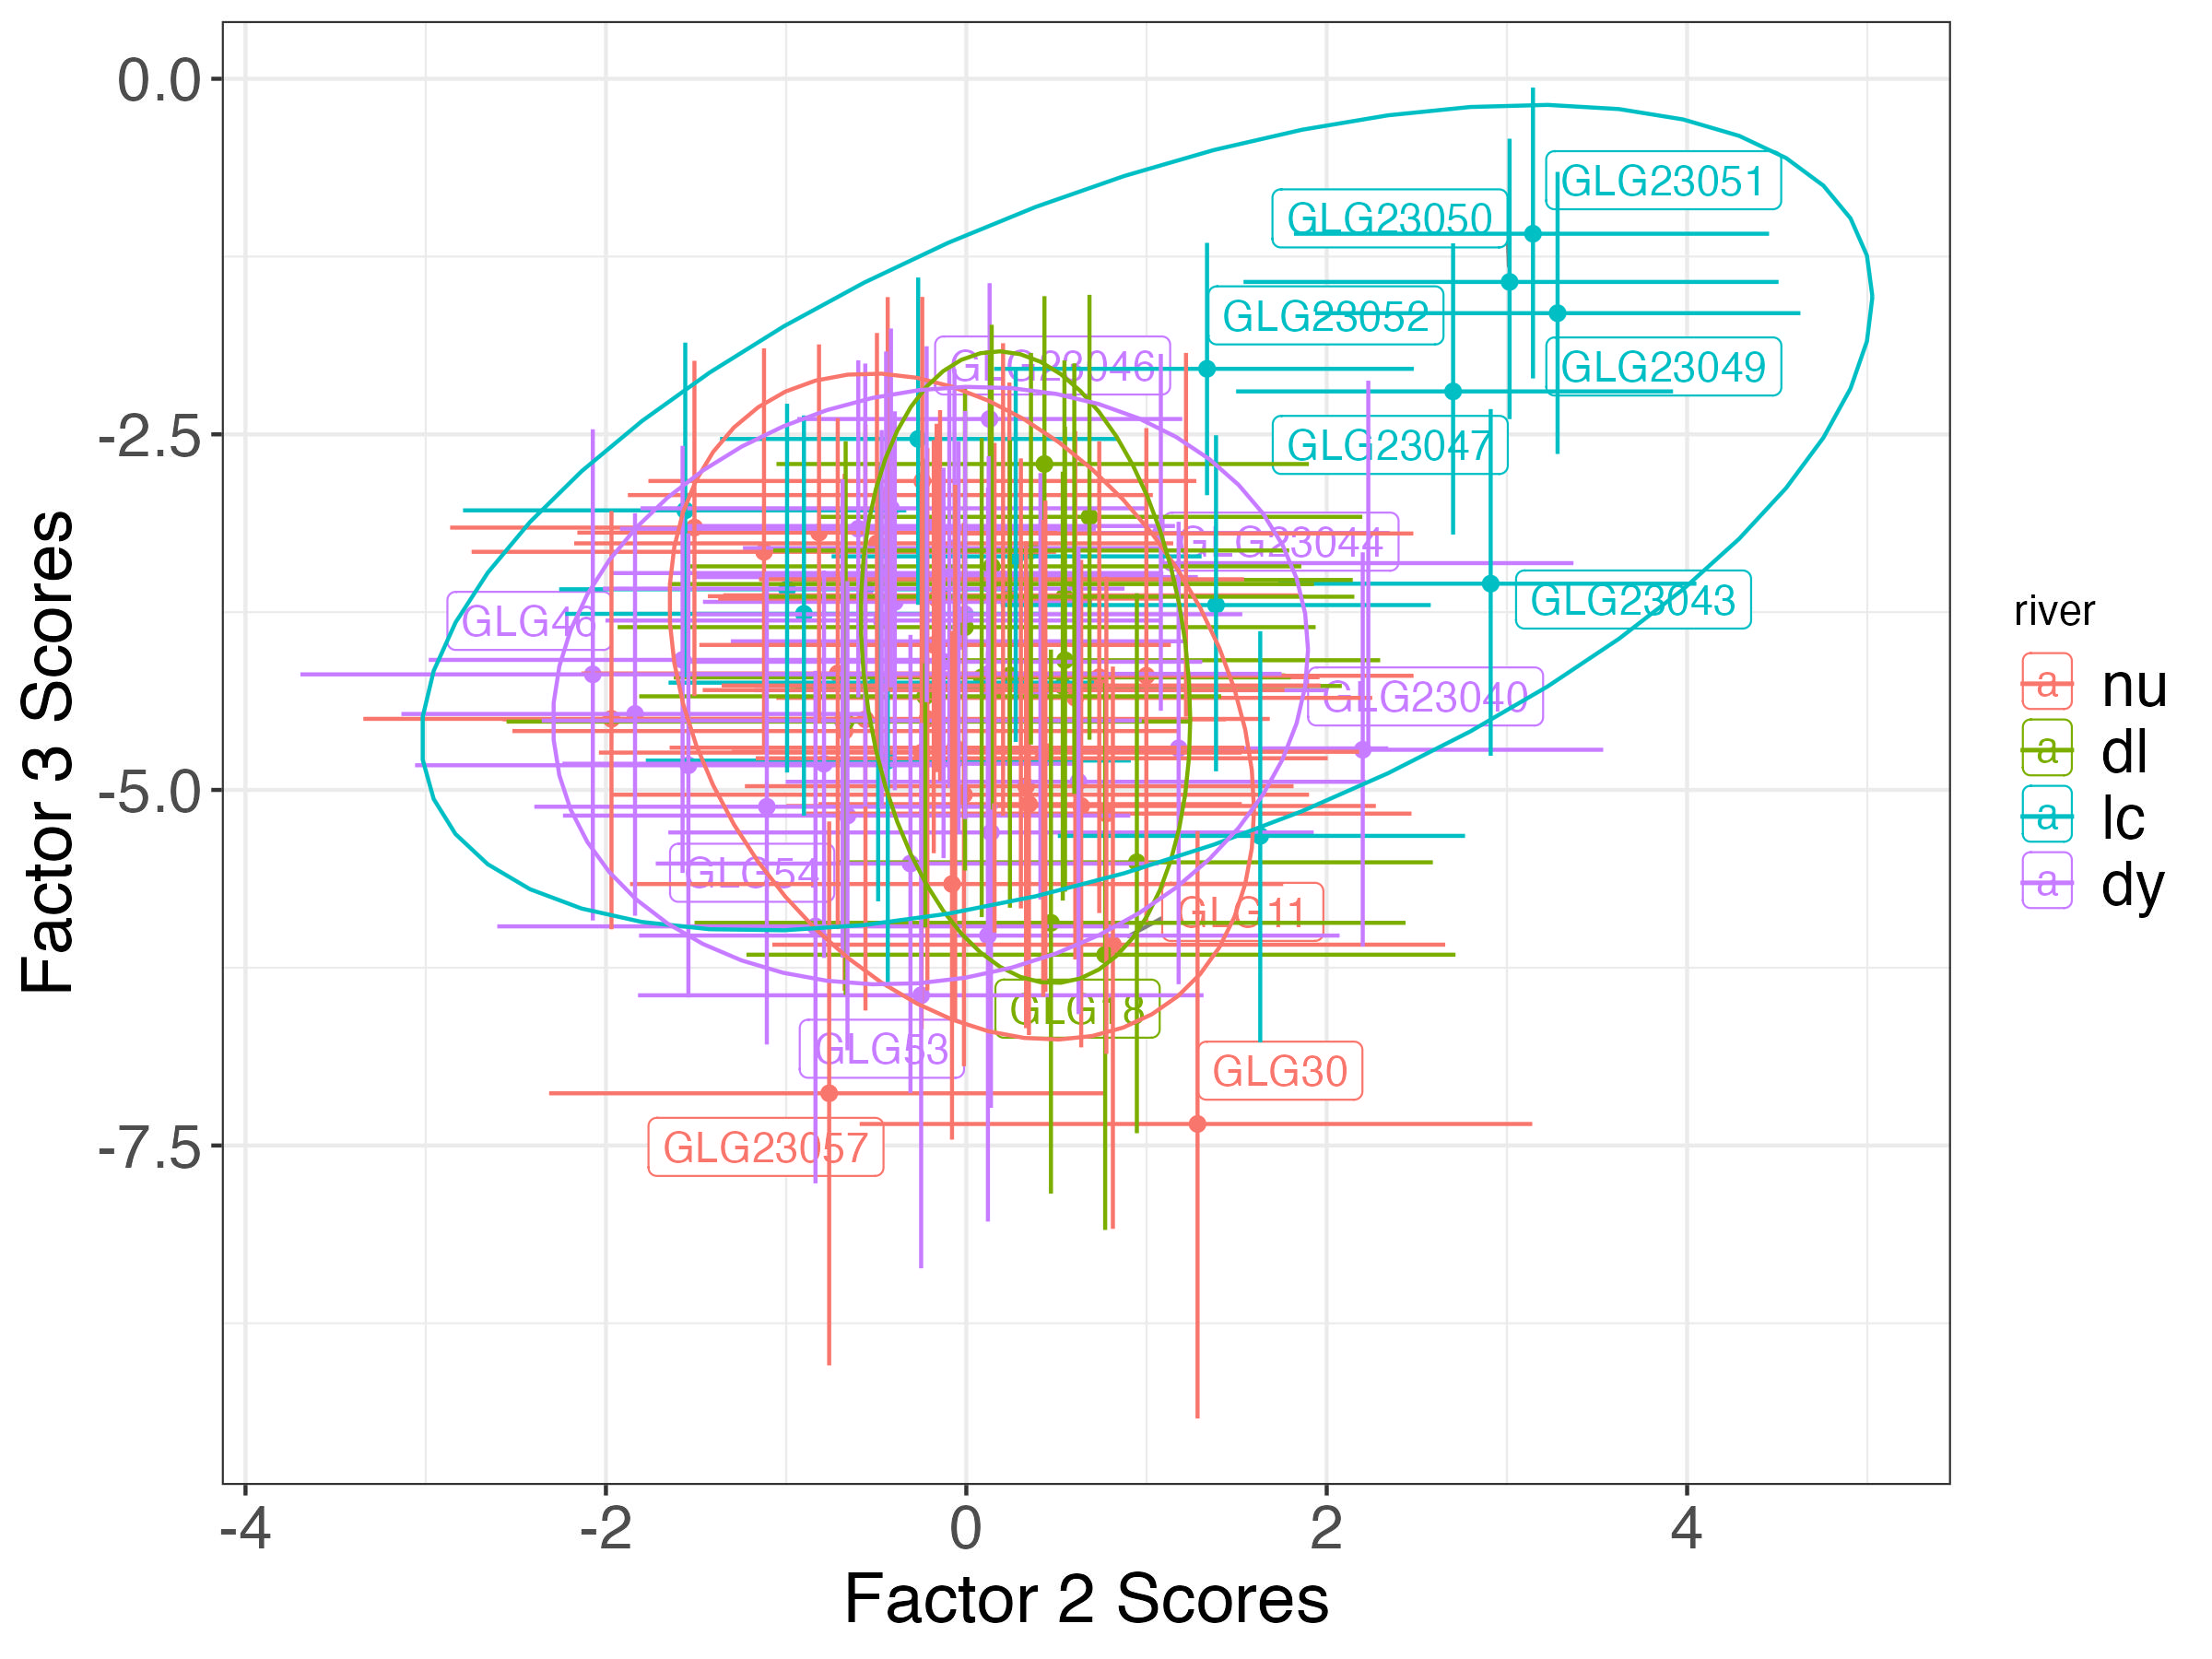 0.0
-2.5
-5.0
-7.5
Factor 3 Scores
GLG23051
GLG23050
GLG23052
GLG23046
GLG23049
GLG23047
GLG23044
GLG23043
GLG46
GLG23040
GLG54
GLG11
GLG18
GLG53
GLG30
GLG23057
-4
-2
0
2
4
Factor 2 Scores
river
a nu
a dl
a lc
a dy